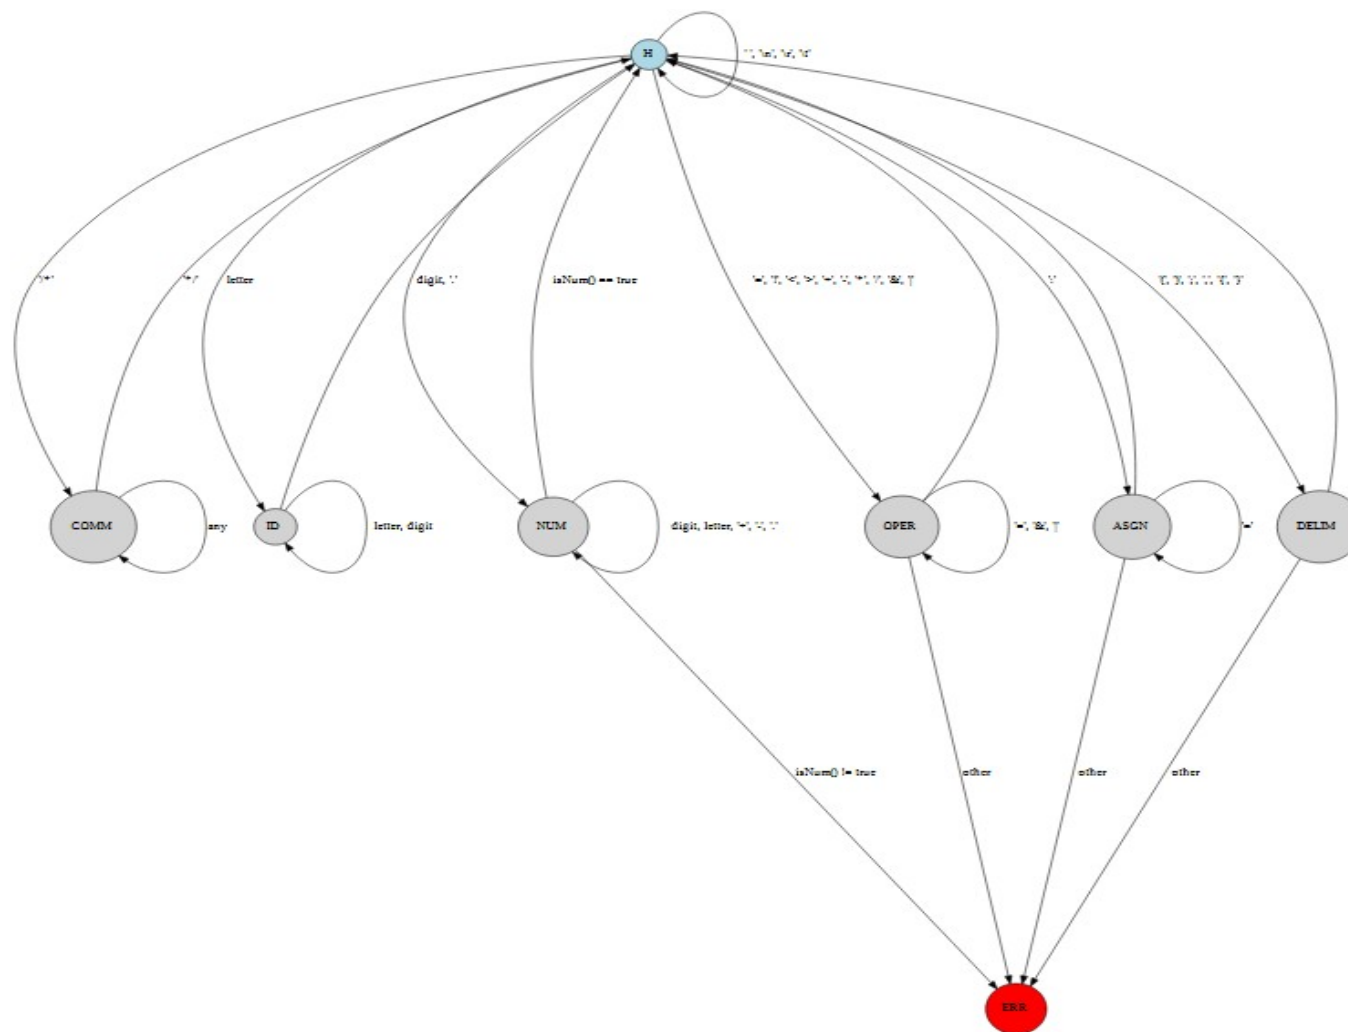 H
' ', '\n', '\r', '\t'
'/*'
'*/'
letter
digit, '.'
isNum() == true
'=', '!', '<', '>', '+', '-', '*', '/', '&', '|'
':'
'(', ')', ';', ',', '{', '}'
COMM
any
ID
letter, digit
NUM
digit, letter, '+', '-', '.'
OPER
'=', '&', '|'
ASGN
'='
DELIM
isNum() != true
other
other
other
ERR